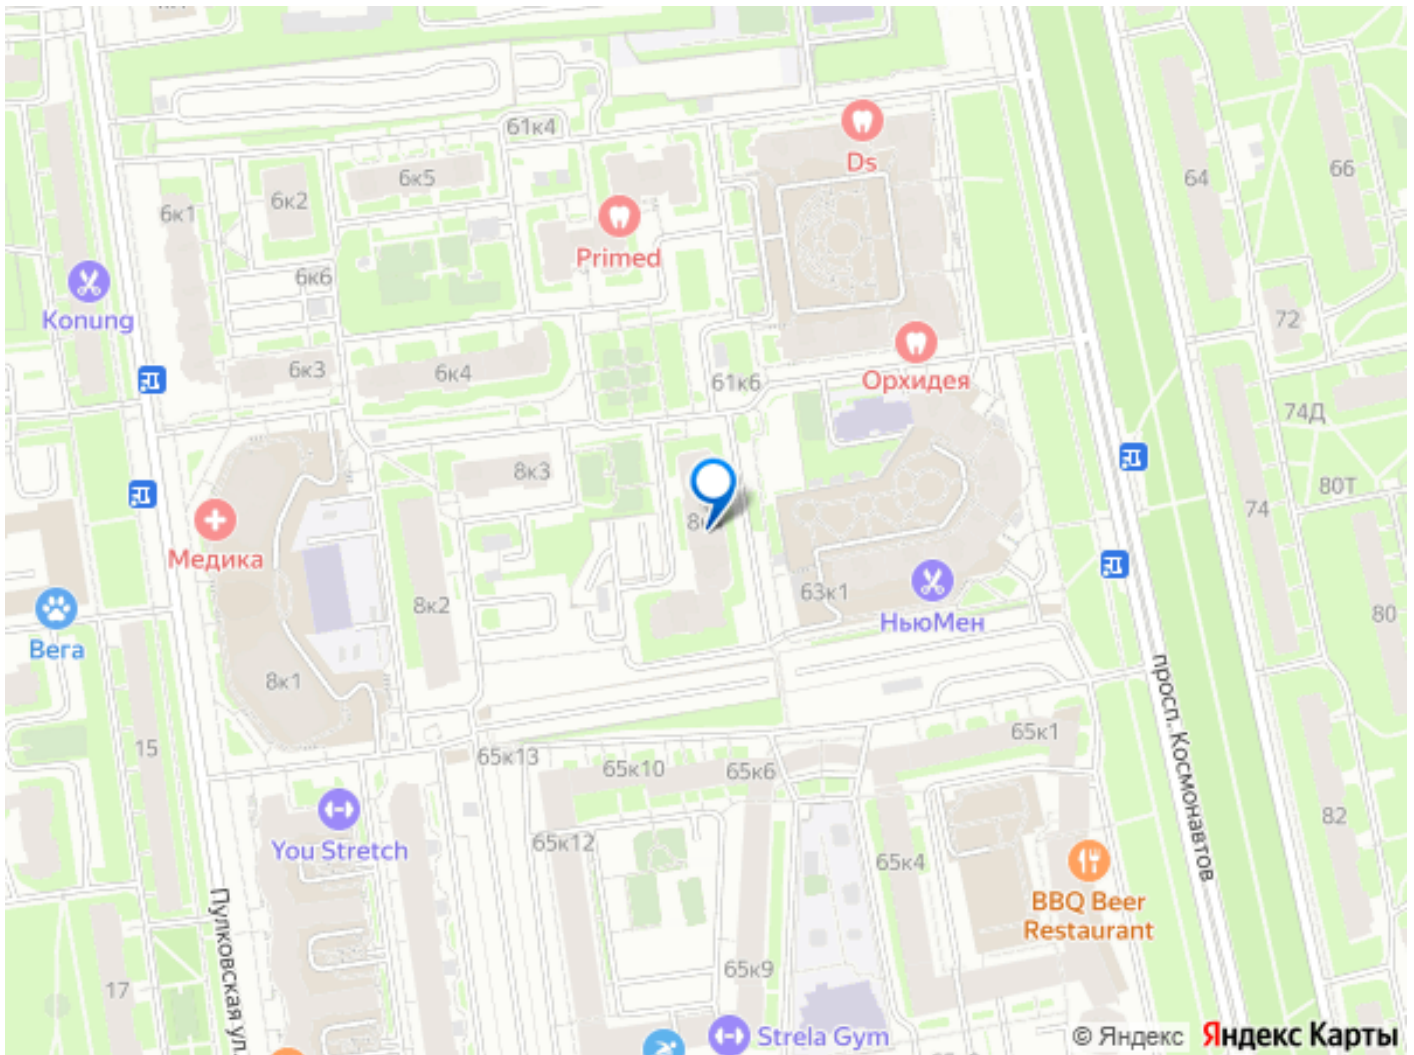 61к4
Ds
6к5
64
66
6к2
6к1
Primed
6к6
Konung
72
6к3
6к4
61к6
Орхидея
74Д
8к3
80Т
74
Медика
63к1
8к2
80
НьюМен
Вега
8к1
просп. Космонавтов
15
65к13
65к10
65к6
65к1
82
You Stretch
65к12
65к4
BBQ Beer
Restaurant
Пулковская ул.
65к9
17
Strela Gym
© Яндекс
Яндекс Карты